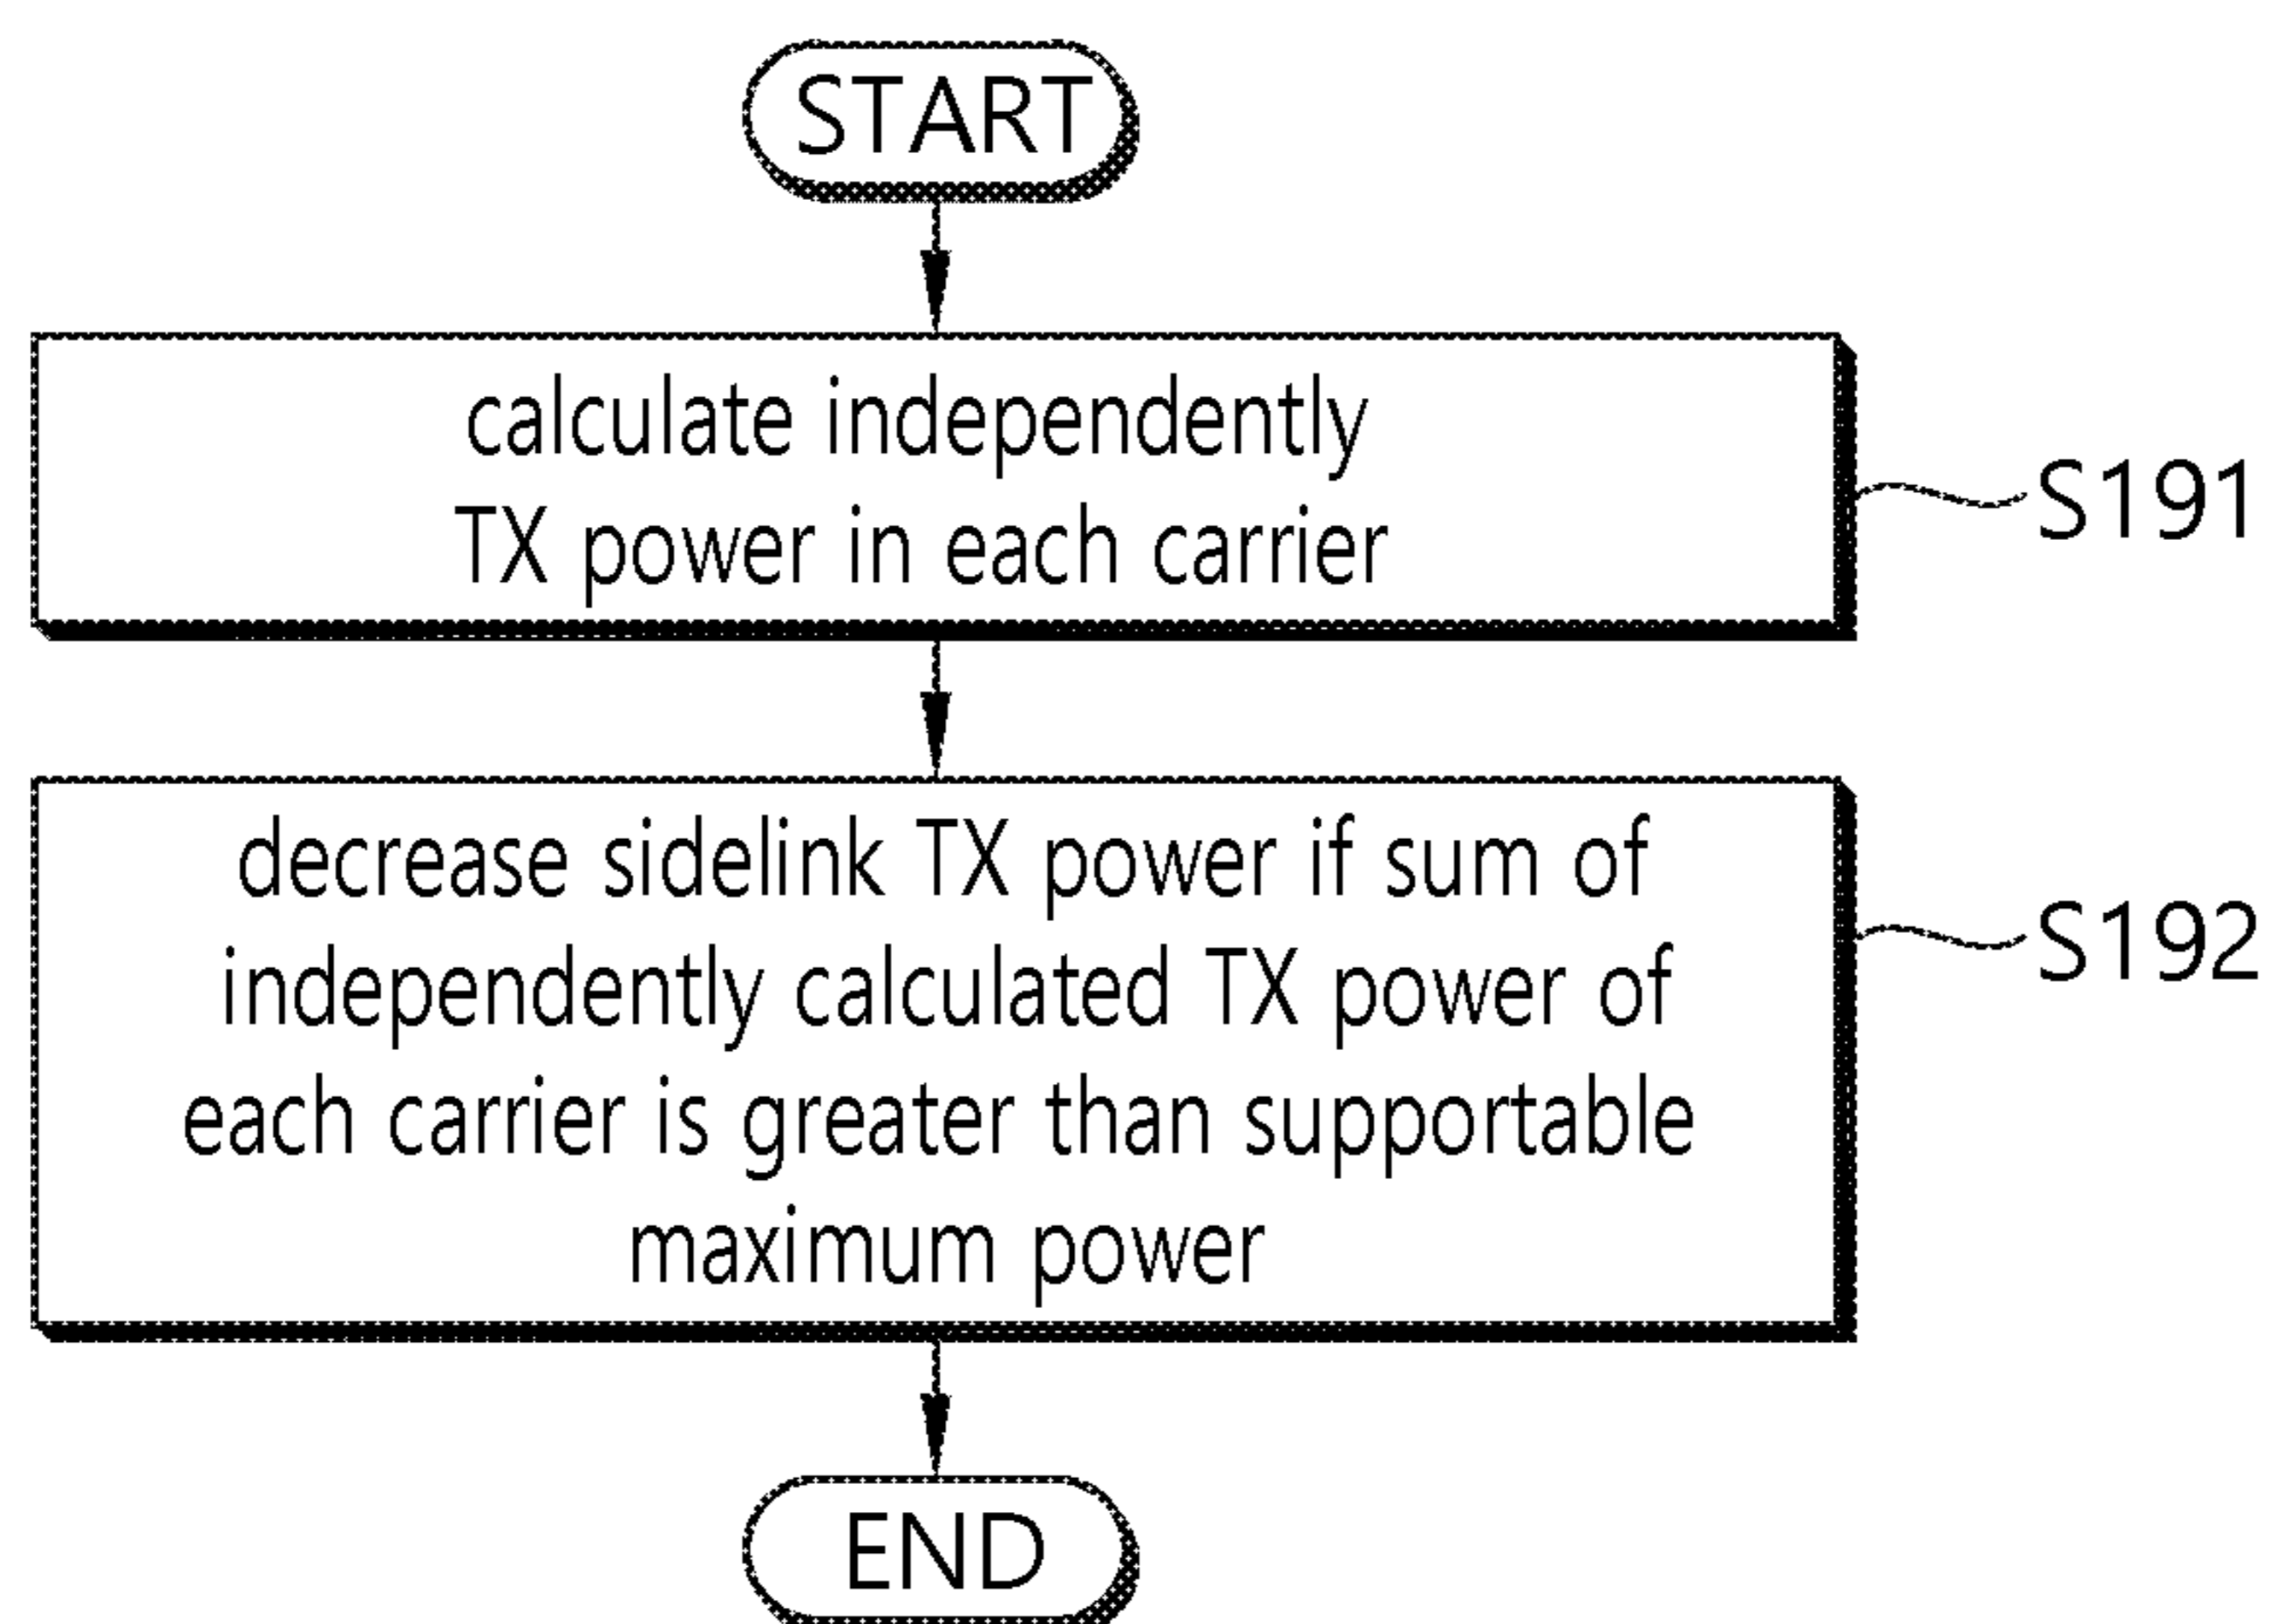 START
calculate independently
TX power in each carrier
S191
decrease sidelink TX power if sum of
independently calculated TX power of
each carrier is greater than supportable
maximum power
S192
END